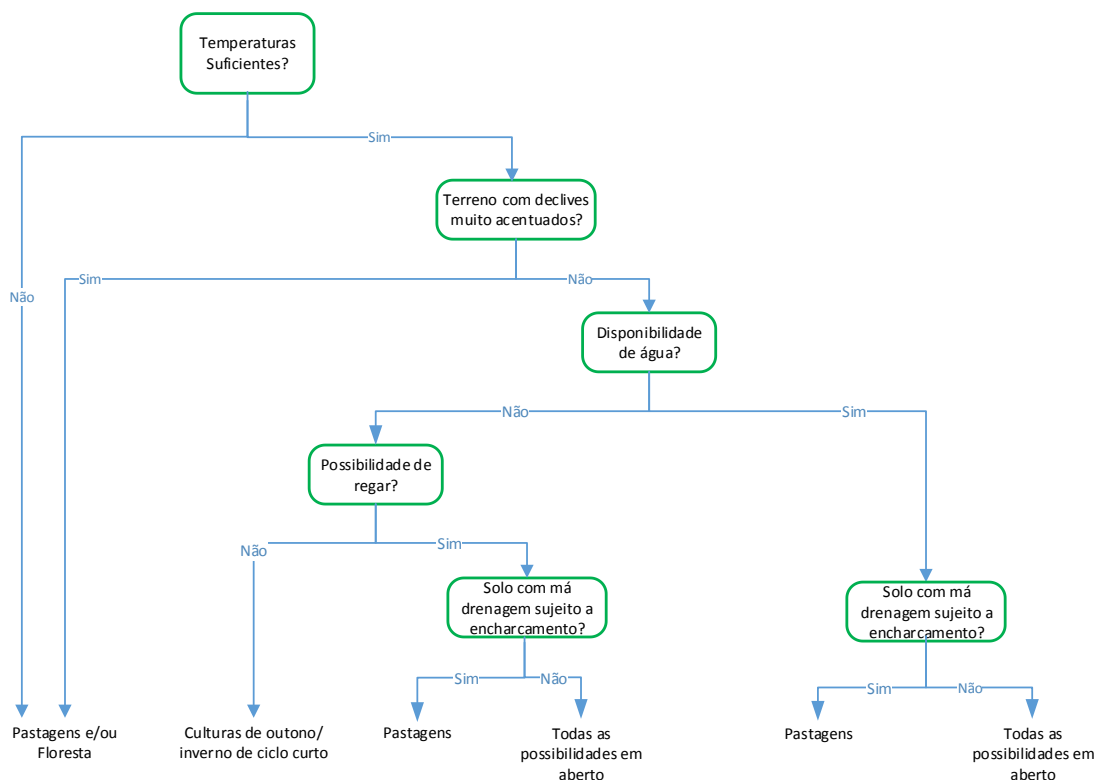 Temperaturas
Suficientes?
Sim
Não
Terreno com declives
muito acentuados?
Sim
Não
Disponibilidade
de água?
Não
Sim
Possibilidade de
regar?
Não
Sim
Solo com má
drenagem sujeito a
encharcamento?
Solo com má
drenagem sujeito a
encharcamento?
Sim
Não
Sim
Não
Pastagens e/ou
Floresta
Culturas de outono/
inverno de ciclo curto
Pastagens
Todas as
possibilidades em
aberto
Pastagens
Todas as
possibilidades em
aberto